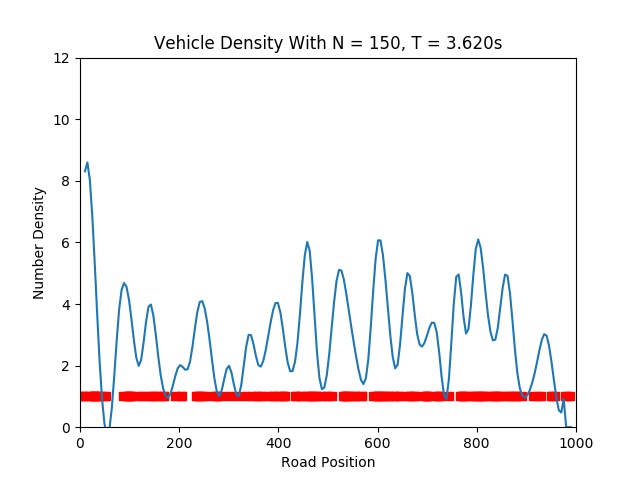 Vehicle Density With N = 150, T = 3.620s
12
10
8
6
4
2
0
Number Density
0 200 400 600 800 1000
Road Position